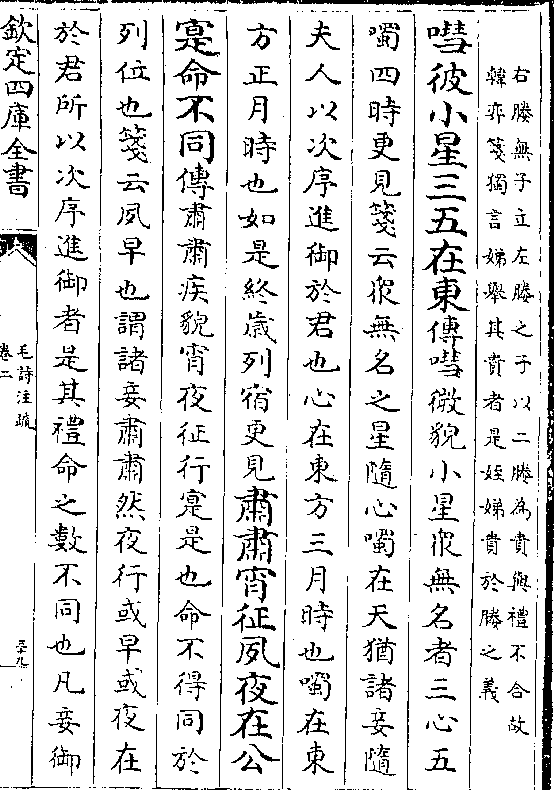 右媵無子立左媵之子以二媵為貴與禮不合故
韓奕箋獨言娣舉其貴者是姪娣貴於媵之義
嘒彼小星三五在東傳嘒微貌小星衆無名者三心五
噣四時更見箋云衆無名之星隨心噣在天猶諸妾隨
夫人以次序進御於君也心在東方三月時也噣在東
方正月時也如是終歲列宿更見肅肅宵征夙夜在公
寔命不同傳肅肅疾貌宵夜征行寔是也命不得同於
列位也箋云夙早也謂諸妾肅肅然夜行或早或夜在
於君所以次序進御者是其禮命之數不同也凡妾御
欽定四庫全書
毛詩注疏
卷二